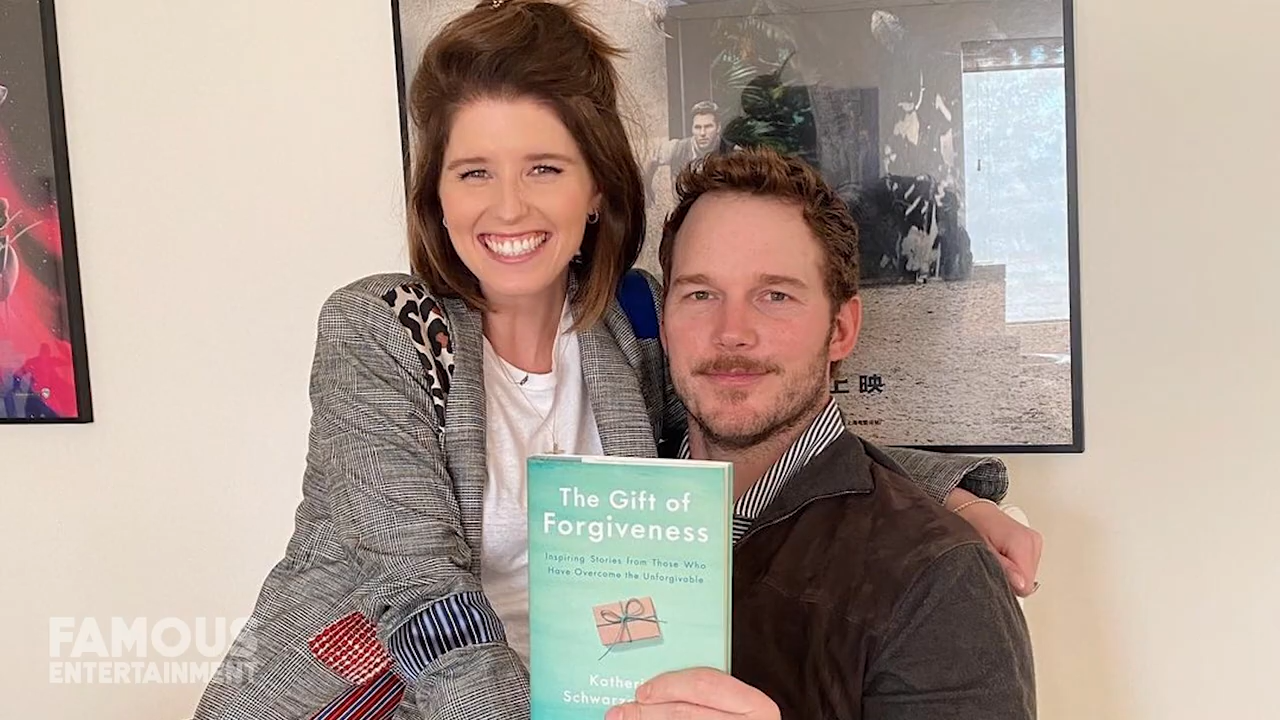 上映
The Gift of
Forgiveness
Inspiring Stories from Those Who
Have Overcome the Unforgivable
FAMOUS
ENTERTAINMENT